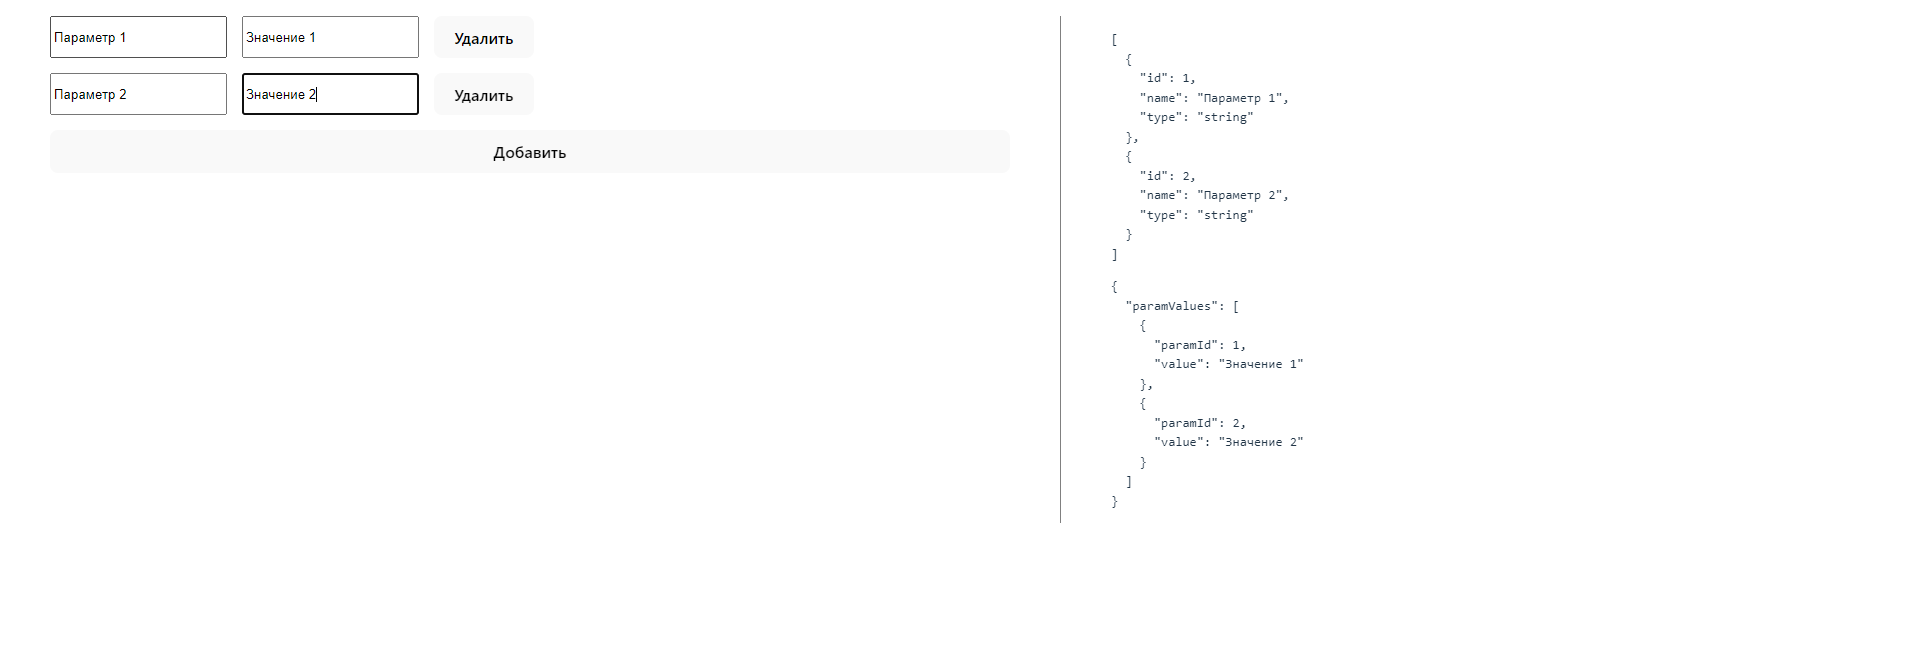 Параметр 1 Значение 1 Удалить
Параметр 2 Значение 2 Удалить
Добавить
[
  {
    "id": 1,
    "name": "Параметр 1",
    "type": "string"
  },
  {
    "id": 2,
    "name": "Параметр 2",
    "type": "string"
  }
]
{
  "paramValues": [
    {
      "paramId": 1,
      "value": "Значение 1"
    },
    {
      "paramId": 2,
      "value": "Значение 2"
    }
  ]
}